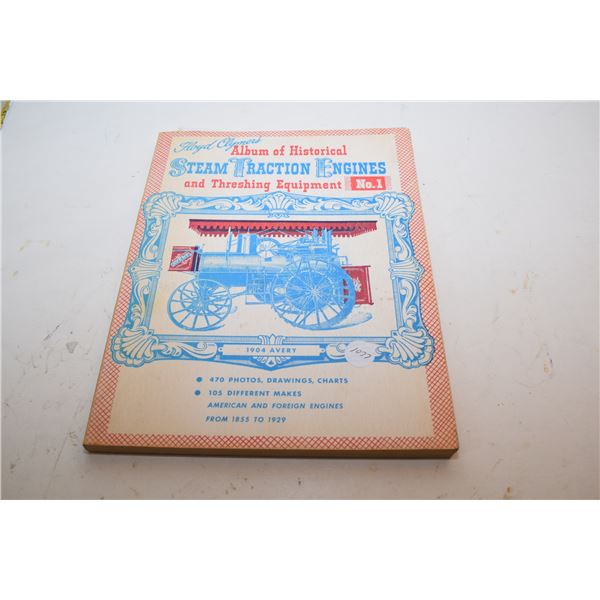 Floyd Clymer's
Album of Historical
STEAM TRACTION ENGINES
and Threshing Equipment No. 1
1904 AVERY
1077
• 470 PHOTOS, DRAWINGS, CHARTS
• 105 DIFFERENT MAKES
AMERICAN AND FOREIGN ENGINES
FROM 1855 TO 1929